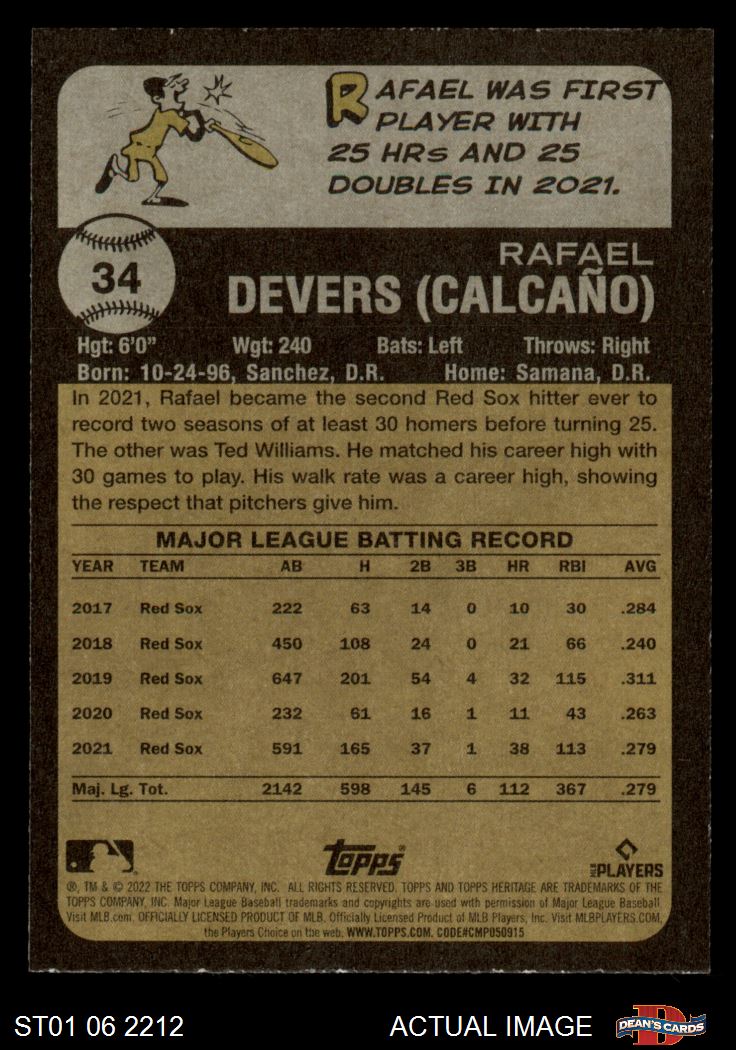 RAFAEL WAS FIRST
PLAYER WITH
25 HRs AND 25
DOUBLES IN 2021.
34
RAFAEL
DEVERS (CALCAÑO)
Hgt: 6'0" Wgt: 240 Bats: Left Throws: Right
Born: 10-24-96, Sanchez, D.R. Home: Samana, D.R.
In 2021, Rafael became the second Red Sox hitter ever to
record two seasons of at least 30 homers before turning 25.
The other was Ted Williams. He matched his career high with
30 games to play. His walk rate was a career high, showing
the respect that pitchers give him.
MAJOR LEAGUE BATTING RECORD
YEAR TEAM AB H 2B 3B HR RBI AVG
2017 Red Sox 222 63 14 0 10 30 .284
2018 Red Sox 450 108 24 0 21 66 .240
2019 Red Sox 647 201 54 4 32 115 .311
2020 Red Sox 232 61 16 1 11 43 .263
2021 Red Sox 591 165 37 1 38 113 .279
Maj. Lg. Tot. 2142 598 145 6 112 367 .279
Topps®
MLB PLAYERS
®, TM & © 2022 THE TOPPS COMPANY, INC. ALL RIGHTS RESERVED. TOPPS AND TOPPS HERITAGE ARE TRADEMARKS OF THE
TOPPS COMPANY, INC. Major League Baseball trademarks and copyrights are used with permission of Major League Baseball.
Visit MLB.com. OFFICIALLY LICENSED PRODUCT OF MLB. Officially Licensed Product of MLB Players, Inc. Visit MLBPLAYERS.COM,
the Players Choice on the web. WWW.TOPPS.COM. CODE#CMP050915
ST01 06 2212 ACTUAL IMAGE DEAN'S CARDS